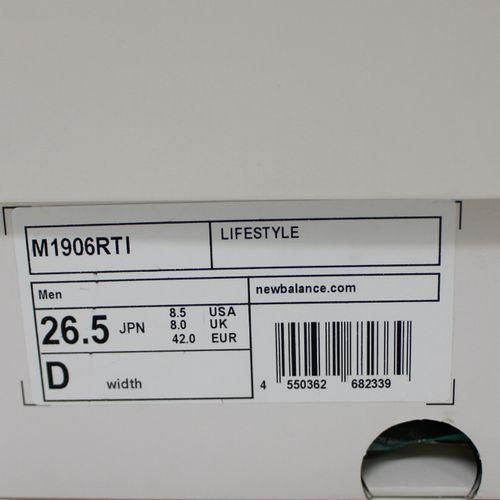 M1906RTI
LIFESTYLE
Men
newbalance.com
26.5 JPN
8.5 USA
8.0 UK
42.0 EUR
D width
4 550362 682339